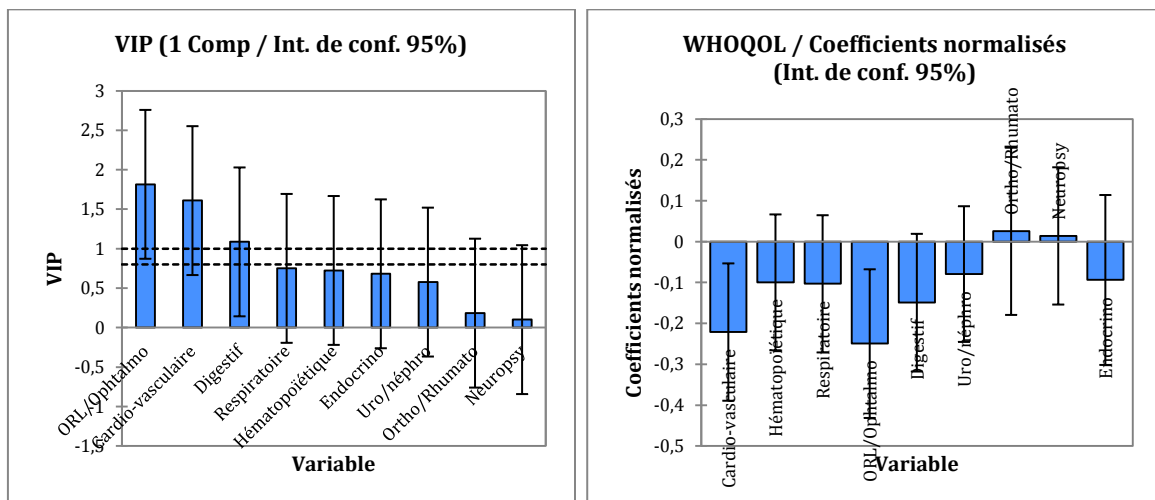 VIP (1 Comp / Int. de conf. 95%)
3
2,5
2
1,5
1
0,5
0
-0,5
-1
-1,5
VIP
ORL/Ophtalmo
Cardio-vasculaire
Digestif
Respiratoire
Hématopoïétique
Endocrino
Uro/néphro
Ortho/Rhumato
Neuropsy
Variable
WHOQOL / Coefficients normalisés
(Int. de conf. 95%)
0,3
0,2
0,1
0
-0,1
-0,2
-0,3
-0,4
-0,5
Coefficients normalisés
Cardio-vasculaire
Hématopoïétique
Respiratoire
ORL/Ophtalmo
Digestif
Uro/néphro
Ortho/Rhumato
Neuropsy
Endocrino
Variable